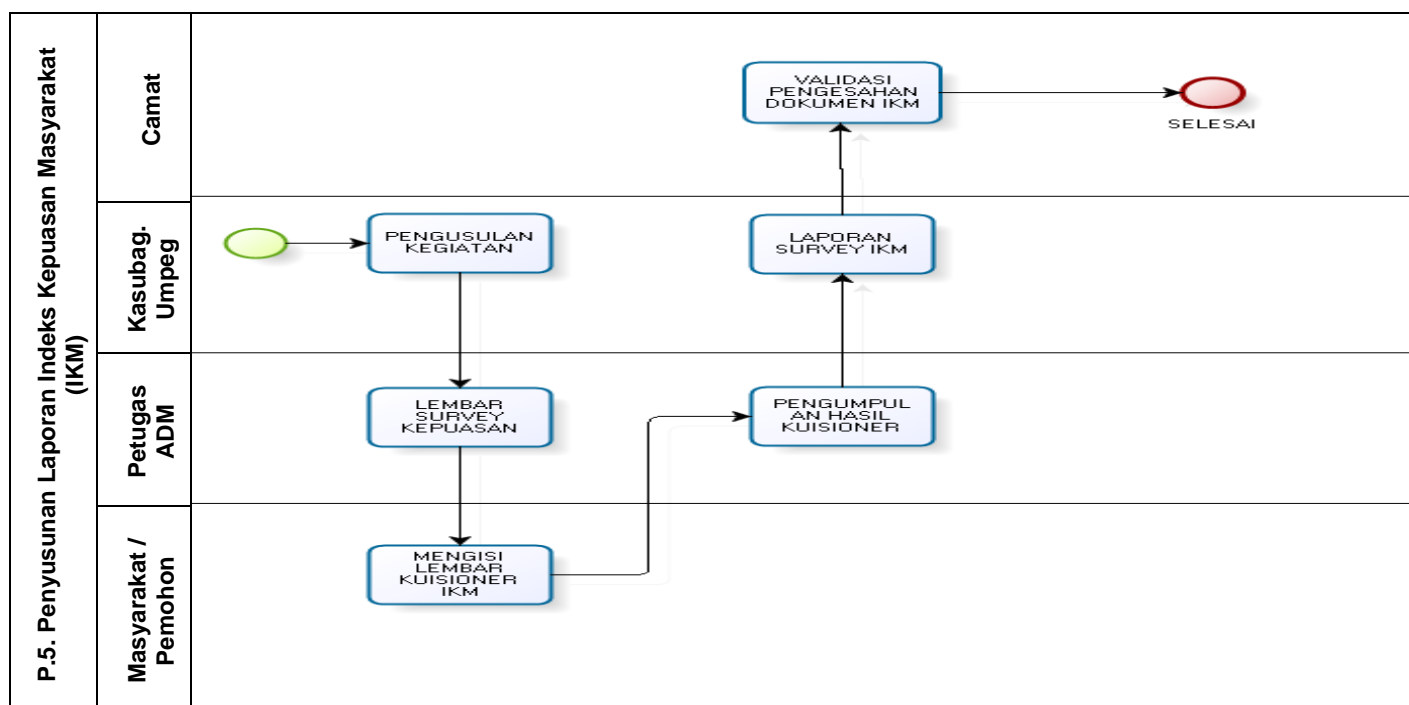 P.5. Penyusunan Laporan Indeks Kepuasan Masyarakat
(IKM)
Camat
VALIDASI
PENGESAHAN
DOKUMEN IKM
SELESAI
Kasubag.
Umpeg
PENGUSULAN
KEGIATAN
LAPORAN
SURVEY IKM
Petugas
ADM
LEMBAR
SURVEY
KEPUASAN
PENGUMPUL
AN HASIL
KUISIONER
Masyarakat /
Pemohon
MENGISI
LEMBAR
KUISIONER
IKM